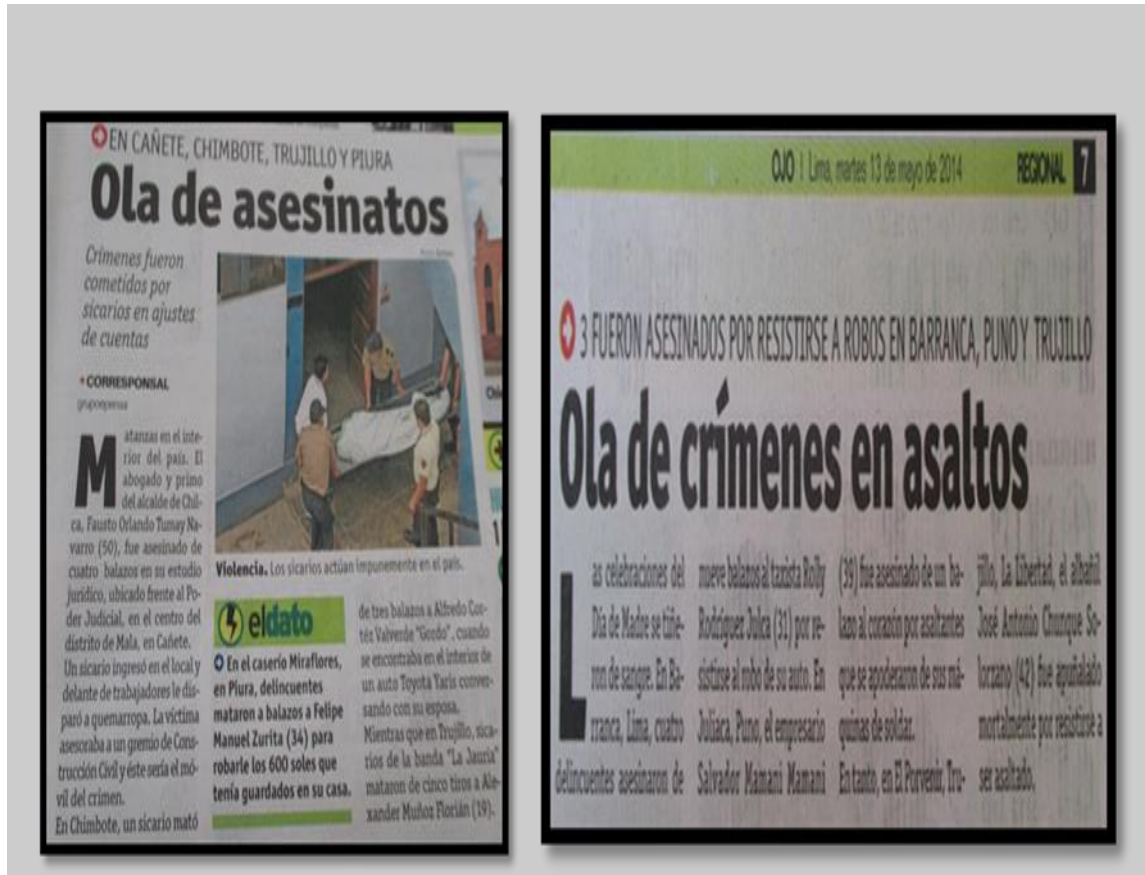 EN CAÑETE, CHIMBOTE, TRUJILLO Y PIURA
Ola de asesinatos
Crímenes fueron
cometidos por
sicarios en ajustes
de cuentas
+ CORRESPONSAL
grupoepensa
Matanzas en el inte-
rior del país. El
abogado y primo
del alcalde de Chil-
ca, Fausto Orlando Tumay Na-
varro (50), fue asesinado de
cuatro balazos en su estudio
jurídico, ubicado frente al Po-
der Judicial, en el centro del
distrito de Mala, en Cañete.
Un sicario ingresó en el local y
delante de trabajadores le dis-
paró a quemarropa. La víctima
asesoraba a un gremio de Cons-
trucción Civil y éste sería el mó-
vil del crimen.
En Chimbote, un sicario mató
Violencia. Los sicarios actúan impunemente en el país.
el dato
En el caserío Miraflores,
en Piura, delincuentes
mataron a balazos a Felipe
Manuel Zurita (34) para
robarle los 600 soles que
tenía guardados en su casa.
de tres balazos a Alfredo Cor-
téz Valverde "Gordo", cuando
se encontraba en el interior de
un auto Toyota Yaris conver-
sando con su esposa.
Mientras que en Trujillo, sica-
rios de la banda "La Jauría"
mataron de cinco tiros a Ale-
xander Muñoz Florián (19).
OJO | Lima, martes 13 de mayo de 2014 REGIONAL 7
3 FUERON ASESINADOS POR RESISTIRSE A ROBOS EN BARRANCA, PUNO Y TRUJILLO
Ola de crímenes en asaltos
Las celebraciones del
Día de Madre se tiñe-
ron de sangre. En Ba-
rranca, Lima, cuatro
delincuentes asesinaron de
nueve balazos al taxista Rolly
Rodríguez Julca (31) por re-
sistirse al robo de su auto. En
Juliaca, Puno, el empresario
Salvador Mamani Mamani
(39) fue asesinado de un ba-
lazo al corazón por asaltantes
que se apoderaron de sus má-
quinas de soldar.
En tanto, en El Porvenir, Tru-
jillo, La Libertad, el albañil
José Antonio Chunque So-
lorzano (42) fue apuñalado
mortalmente por resistirse a
ser asaltado.